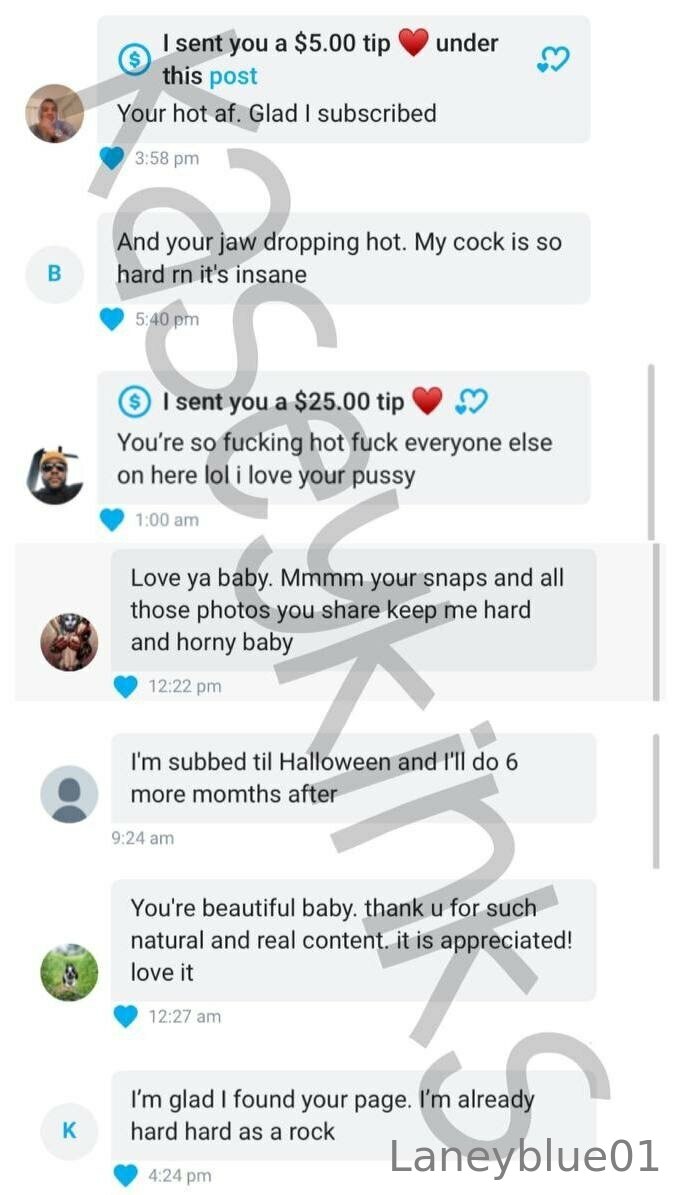 I sent you a $5.00 tip ❤️ under
this post
Your hot af. Glad I subscribed
3:58 pm
B
And your jaw dropping hot. My cock is so
hard rn it's insane
5:40 pm
I sent you a $25.00 tip ❤️
You're so fucking hot fuck everyone else
on here lol i love your pussy
1:00 am
Love ya baby. Mmmm your snaps and all
those photos you share keep me hard
and horny baby
12:22 pm
I'm subbed til Halloween and I'll do 6
more momths after
9:24 am
You're beautiful baby. thank u for such
natural and real content. it is appreciated!
love it
12:27 am
K
I'm glad I found your page. I'm already
hard hard as a rock
4:24 pm
kaseykinks
Laneyblue01